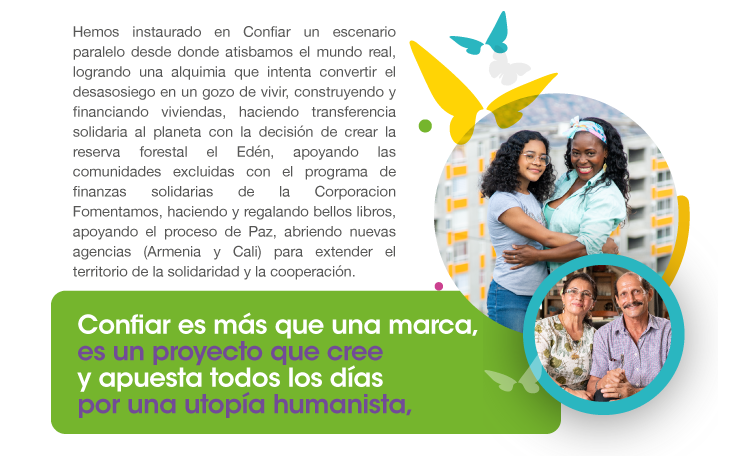 Hemos instaurado en Confiar un escenario
paralelo desde donde atisbamos el mundo real,
logrando una alquimia que intenta convertir el
desasosiego en un gozo de vivir, construyendo y
financiando viviendas, haciendo transferencia
solidaria al planeta con la decisión de crear la
reserva forestal el Edén, apoyando las
comunidades excluidas con el programa de
finanzas solidarias de la Corporacion
Fomentamos, haciendo y regalando bellos libros,
apoyando el proceso de Paz, abriendo nuevas
agencias (Armenia y Cali) para extender el
territorio de la solidaridad y la cooperación.
Confiar es más que una marca,
es un proyecto que cree
y apuesta todos los días
por una utopía humanista,